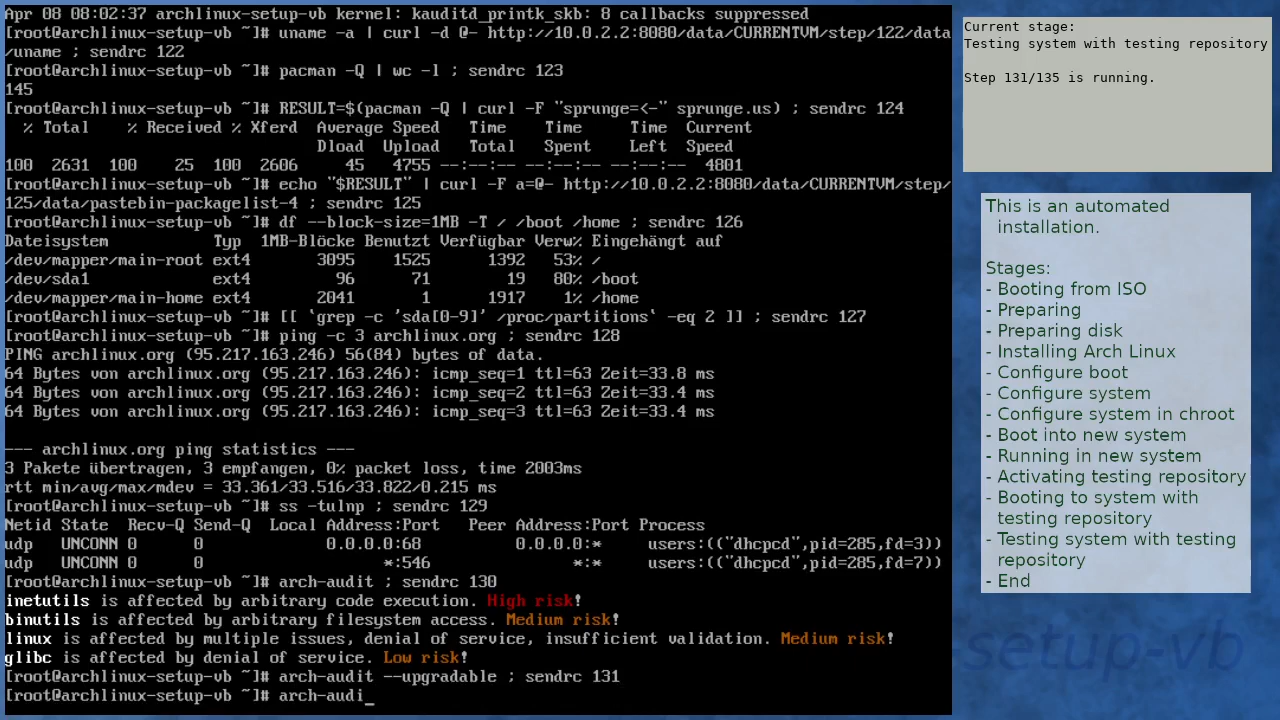 Apr 08 08:02:37 archlinux-setup-vb kernel: kauditd_printk_skb: 8 callbacks suppressed
[root@archlinux-setup-vb ~]# uname -a | curl -d @- http://10.0.2.2:8080/data/CURRENTVM/step/122/data
/uname ; sendrc 122
[root@archlinux-setup-vb ~]# pacman -Q | wc -l ; sendrc 123
145
[root@archlinux-setup-vb ~]# RESULT=$(pacman -Q | curl -F "sprunge=<-" sprunge.us) ; sendrc 124
  % Total    % Received % Xferd  Average Speed   Time    Time     Time  Current
                                 Dload  Upload   Total   Spent    Left  Speed
100  2631  100    25  100  2606     45   4755 --:--:-- --:--:-- --:--:--  4801
[root@archlinux-setup-vb ~]# echo "$RESULT" | curl -F a=@- http://10.0.2.2:8080/data/CURRENTVM/step/
125/data/pastebin-packagelist-4 ; sendrc 125
[root@archlinux-setup-vb ~]# df --block-size=1MB -T / /boot /home ; sendrc 126
Dateisystem           Typ  1MB-Blöcke Benutzt Verfügbar Verw% Eingehängt auf
/dev/mapper/main-root ext4       3095    1525      1392   53% /
/dev/sda1             ext4         96      71        19   80% /boot
/dev/mapper/main-home ext4       2041       1      1917    1% /home
[root@archlinux-setup-vb ~]# [[ `grep -c 'sda[0-9]' /proc/partitions` -eq 2 ]] ; sendrc 127
[root@archlinux-setup-vb ~]# ping -c 3 archlinux.org ; sendrc 128
PING archlinux.org (95.217.163.246) 56(84) bytes of data.
64 Bytes von archlinux.org (95.217.163.246): icmp_seq=1 ttl=63 Zeit=33.8 ms
64 Bytes von archlinux.org (95.217.163.246): icmp_seq=2 ttl=63 Zeit=33.4 ms
64 Bytes von archlinux.org (95.217.163.246): icmp_seq=3 ttl=63 Zeit=33.4 ms
--- archlinux.org ping statistics ---
3 Pakete übertragen, 3 empfangen, 0% packet loss, time 2003ms
rtt min/avg/max/mdev = 33.361/33.516/33.822/0.215 ms
[root@archlinux-setup-vb ~]# ss -tulnp ; sendrc 129
Netid State  Recv-Q Send-Q  Local Address:Port   Peer Address:Port Process
udp   UNCONN 0      0             0.0.0.0:68          0.0.0.0:*     users:(("dhcpcd",pid=285,fd=3))
udp   UNCONN 0      0                   *:546               *:*     users:(("dhcpcd",pid=285,fd=7))
[root@archlinux-setup-vb ~]# arch-audit ; sendrc 130
inetutils is affected by arbitrary code execution. High risk!
binutils is affected by arbitrary filesystem access. Medium risk!
linux is affected by multiple issues, denial of service, insufficient validation. Medium risk!
glibc is affected by denial of service. Low risk!
[root@archlinux-setup-vb ~]# arch-audit --upgradable ; sendrc 131
[root@archlinux-setup-vb ~]# arch-audi_
Current stage:
Testing system with testing repository
Step 131/135 is running.
This is an automated
installation.
Stages:
- Booting from ISO
- Preparing
- Preparing disk
- Installing Arch Linux
- Configure boot
- Configure system
- Configure system in chroot
- Boot into new system
- Running in new system
- Activating testing repository
- Booting to system with
testing repository
- Testing system with testing
repository
- End
-setup-vb